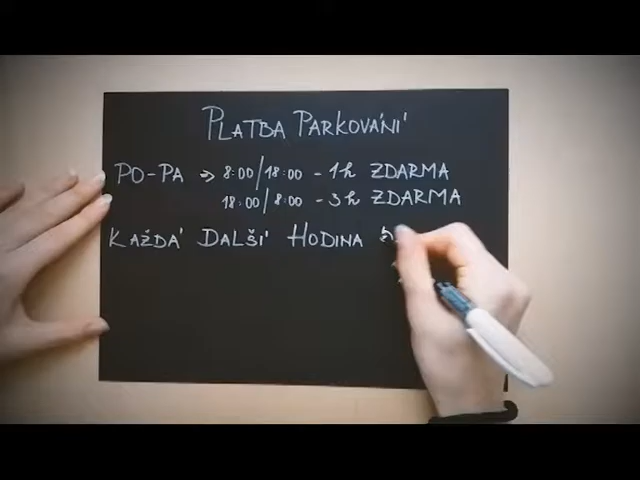 PLATBA PARKOVÁNÍ
PO-PA → 8:00/18:00 - 1h ZDARMA
18:00/8:00 - 3h ZDARMA
KAŽDÁ DALŠÍ HODINA